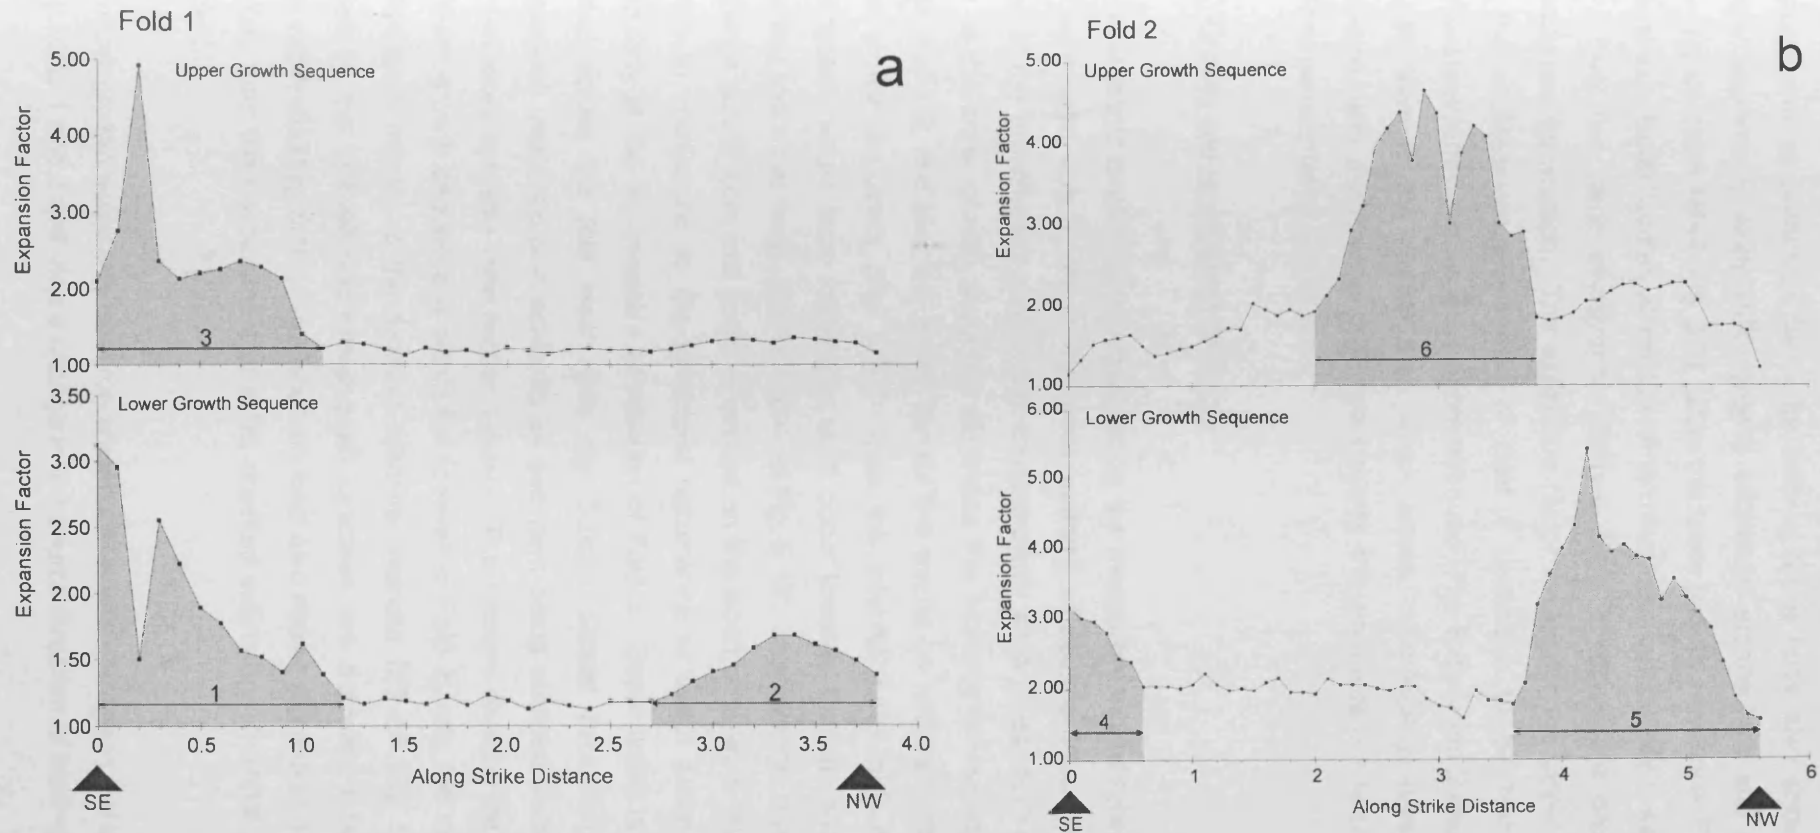 Fold 1
a
Upper Growth Sequence
Expansion Factor
5.00
4.00
3.00
2.00
1.00
3
Lower Growth Sequence
Expansion Factor
3.50
3.00
2.50
2.00
1.50
1.00
1
2
0 0.5 1.0 1.5 2.0 2.5 3.0 3.5 4.0
Along Strike Distance
SE
NW
Fold 2
b
Upper Growth Sequence
Expansion Factor
5.00
4.00
3.00
2.00
1.00
6
Lower Growth Sequence
Expansion Factor
6.00
5.00
4.00
3.00
2.00
1.00
4
5
0 1 2 3 4 5 6
Along Strike Distance
SE
NW